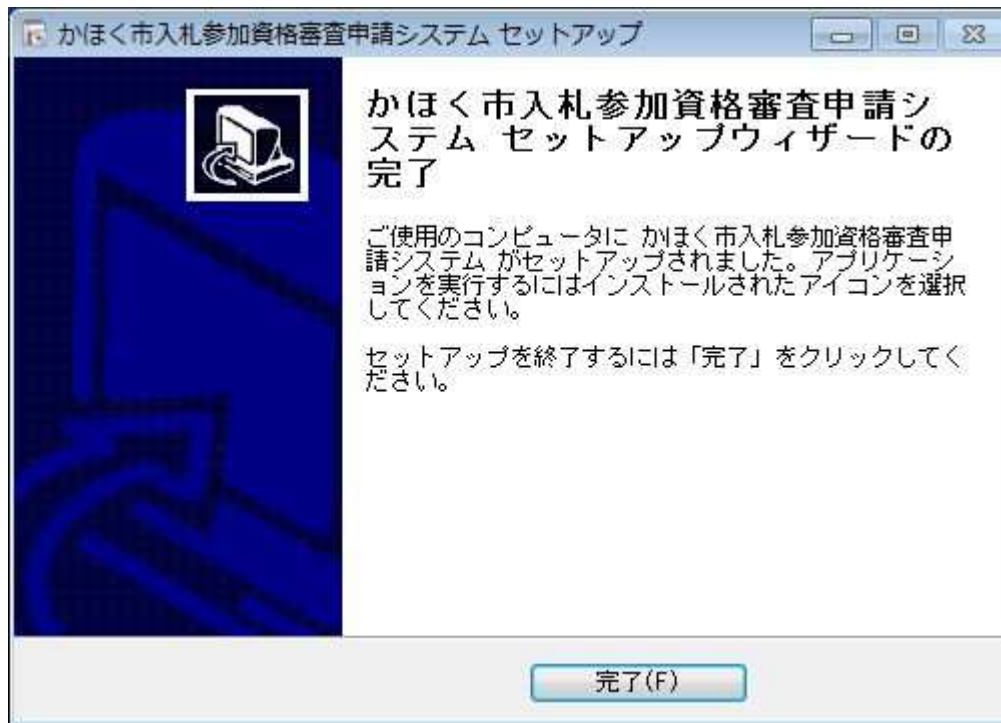 かほく市入札参加資格審査申請システム セットアップ
かほく市入札参加資格審査申請シ
ステム セットアップウィザードの
完了
ご使用のコンピュータに かほく市入札参加資格審査申
請システム がセットアップされました。アプリケーシ
ョンを実行するにはインストールされたアイコンを選択
してください。
セットアップを終了するには「完了」をクリックしてく
ださい。
完了(F)